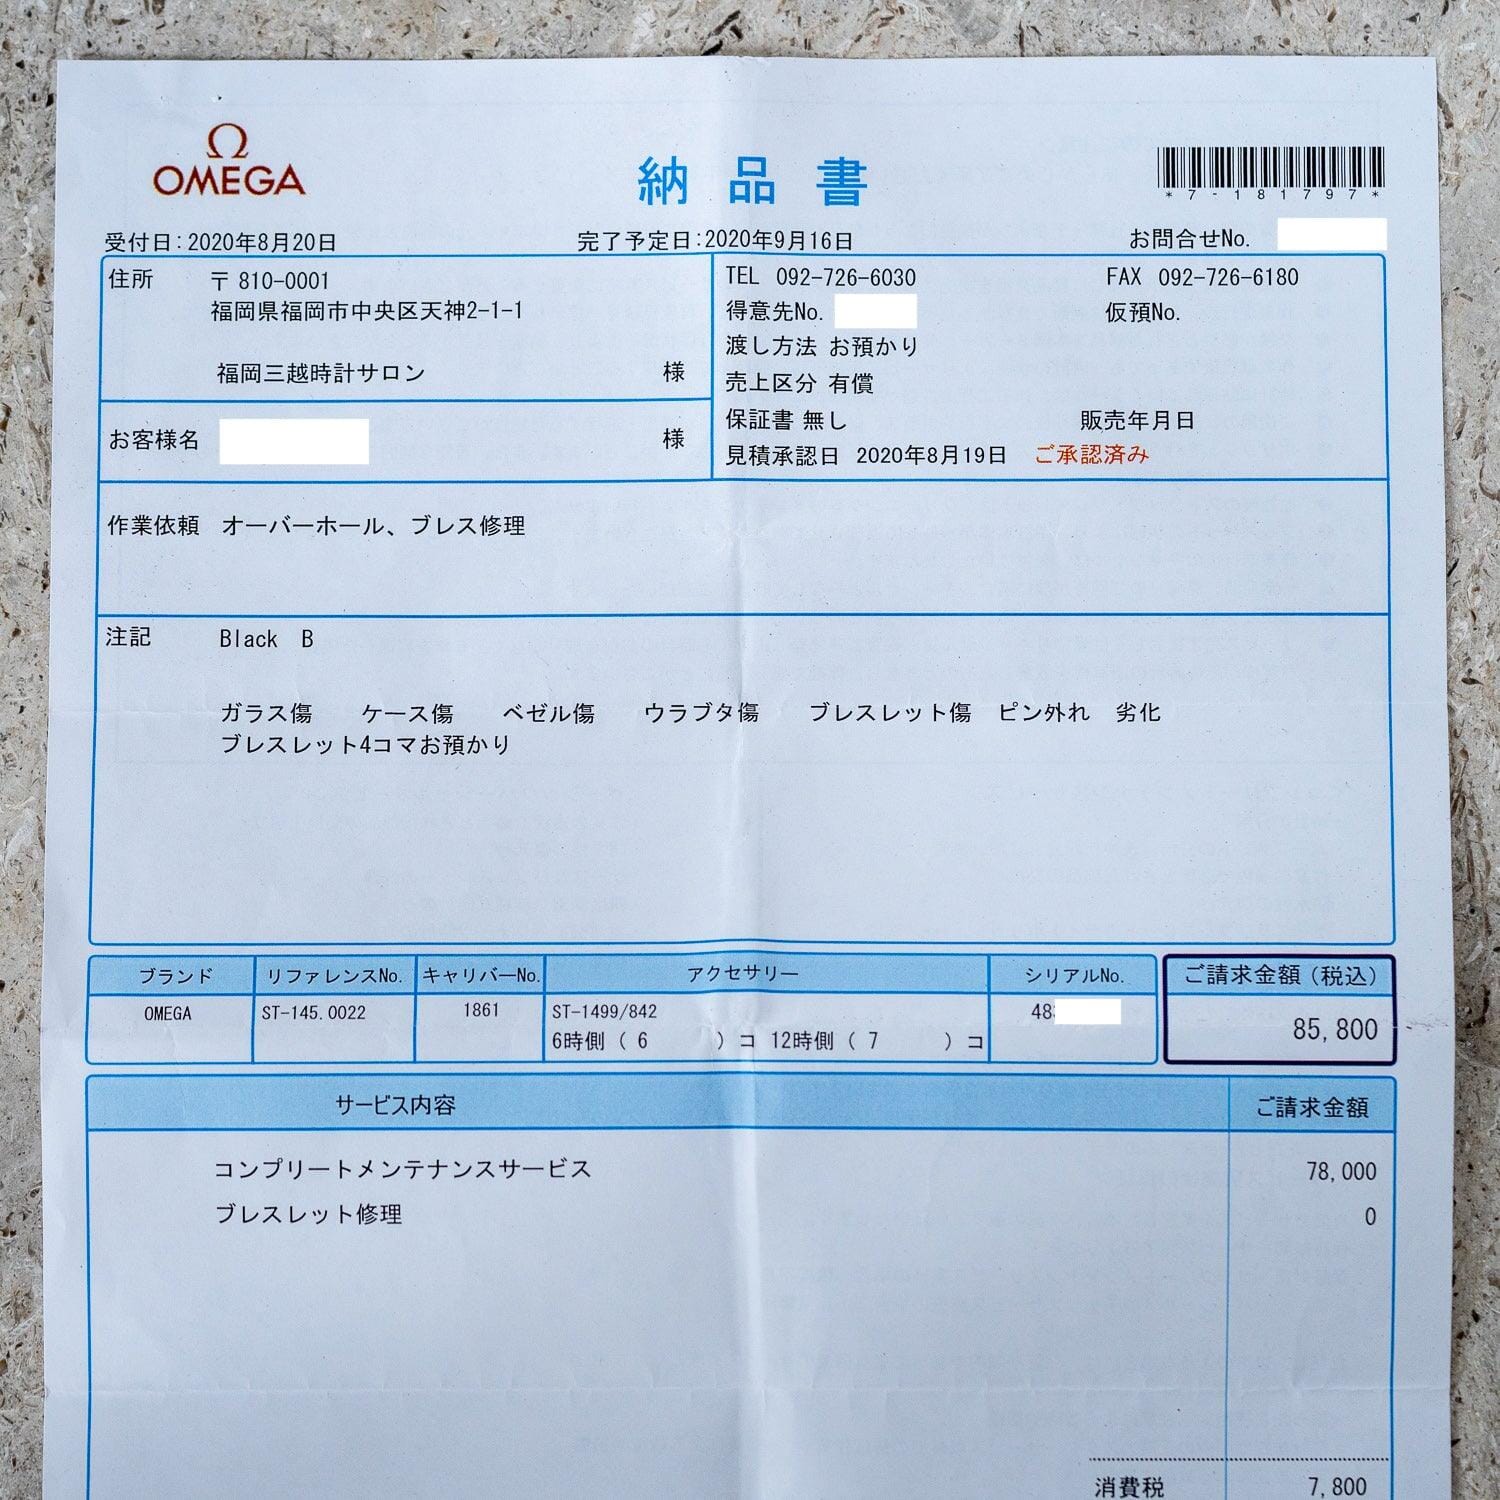 Ω
OMEGA
納品書
*7-181797*
受付日:2020年8月20日 完了予定日:2020年9月16日 お問合せNo.
住所 〒 810-0001
福岡県福岡市中央区天神2-1-1
福岡三越時計サロン 様
お客様名 様
TEL 092-726-6030 FAX 092-726-6180
得意先No. 仮預No.
渡し方法 お預かり
売上区分 有償
保証書 無し 販売年月日
見積承認日 2020年8月19日 ご承認済み
作業依頼 オーバーホール、ブレス修理
注記 Black B
ガラス傷 ケース傷 ベゼル傷 ウラブタ傷 ブレスレット傷 ピン外れ 劣化
ブレスレット4コマお預かり
ブランド リファレンスNo. キャリバーNo. アクセサリー シリアルNo. ご請求金額(税込)
OMEGA ST-145.0022 1861 ST-1499/842 48
6時側( 6 )コ 12時側( 7 )コ 85,800
サービス内容 ご請求金額
コンプリートメンテナンスサービス 78,000
ブレスレット修理 0
消費税 7,800